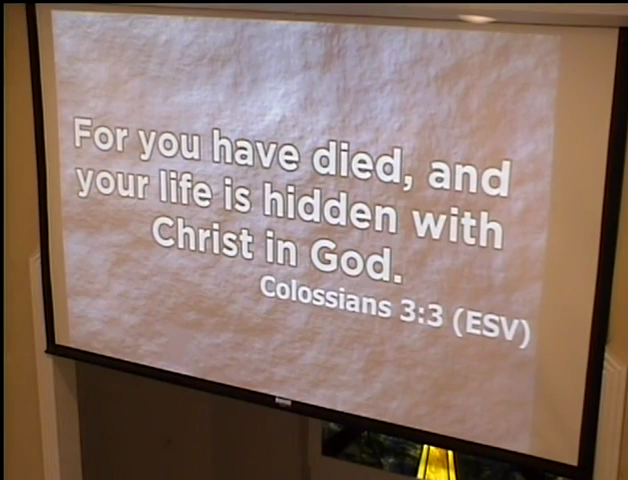 For you have died, and
your life is hidden with
Christ in God.
Colossians 3:3 (ESV)